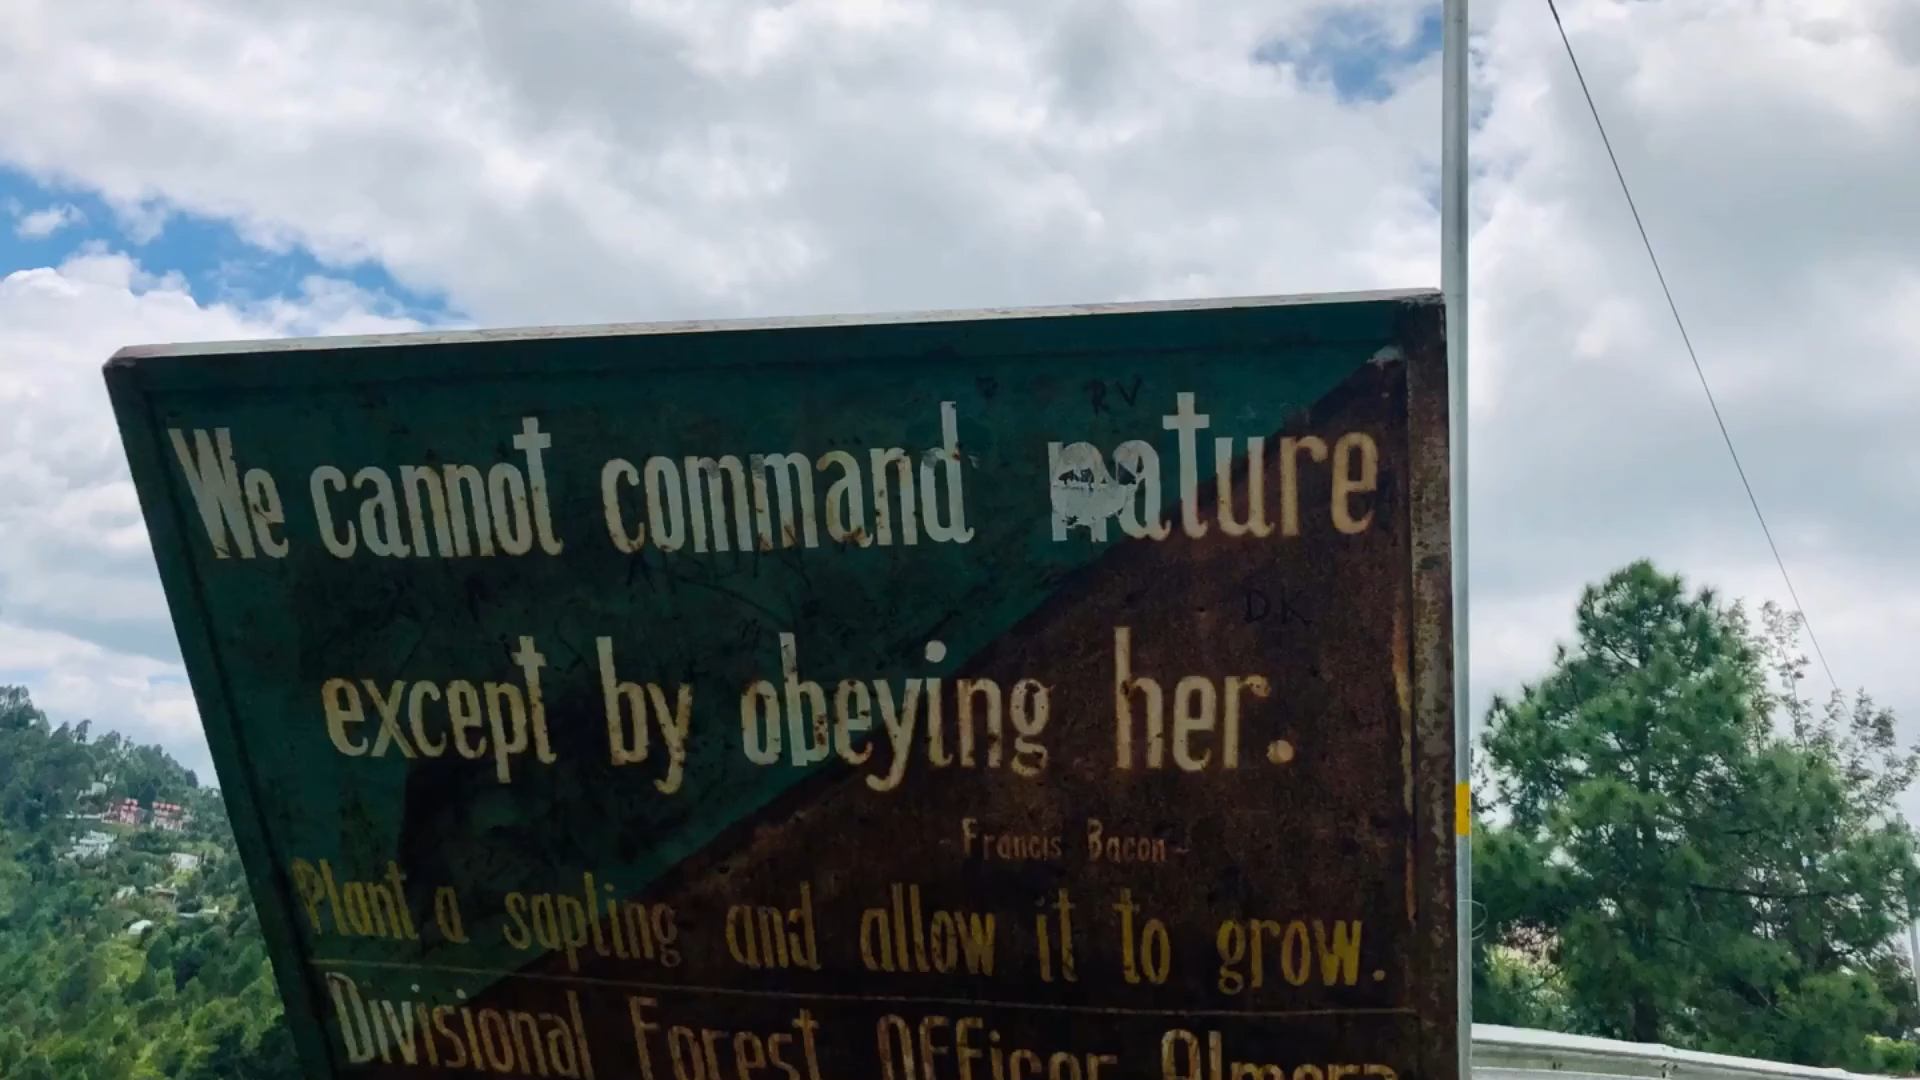 RV
We cannot command nature
D.K
except by obeying her.
- Francis Bacon -
Plant a sapling and allow it to grow.
Divisional Forest Officer Almora